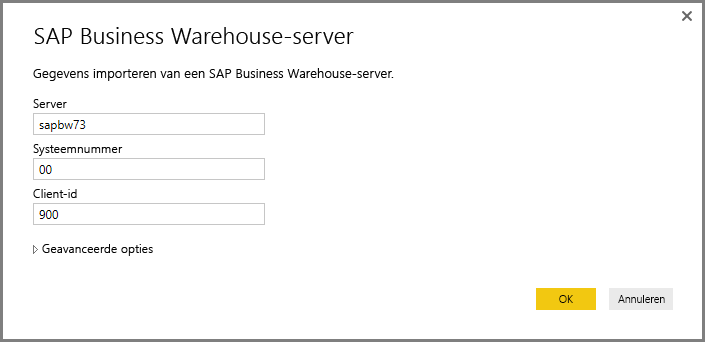 SAP Business Warehouse-server
Gegevens importeren van een SAP Business Warehouse-server.
Server
sapbw73
Systeemnummer
00
Client-id
900
Geavanceerde opties
OK Annuleren